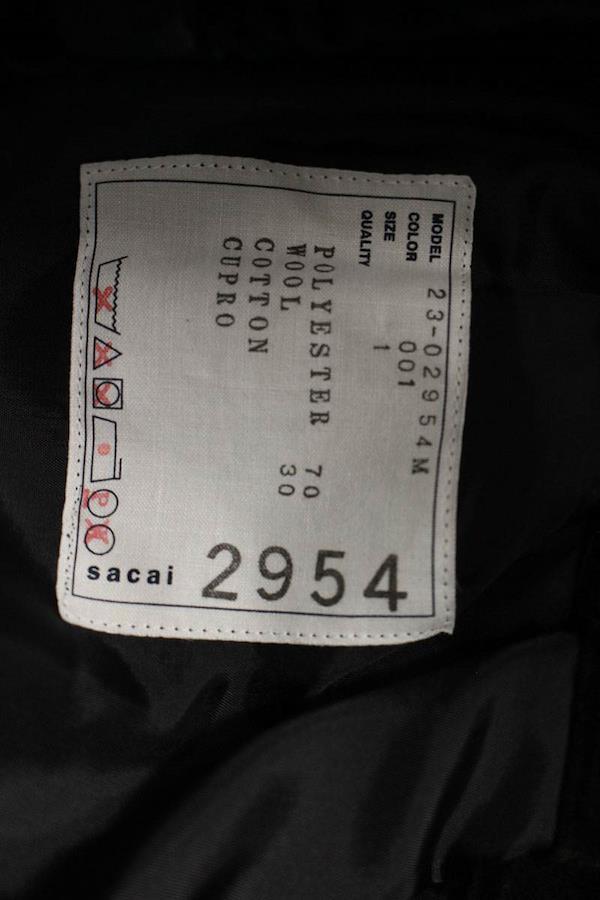 MODEL 23-02954M
COLOR 001
SIZE 1
QUALITY
POLYESTER 70
WOOL 30
COTTON
CUPRO
sacai 2954